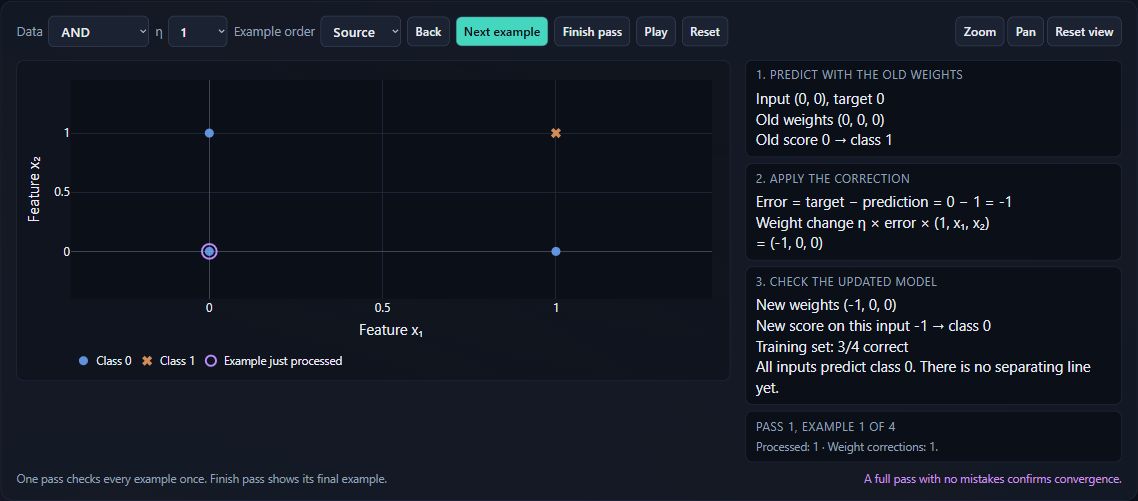 Data AND η 1 Example order Source Back Next example Finish pass Play Reset Zoom Pan Reset view
1
0.5
0
Feature x₂
0 0.5 1
Feature x₁
Class 0 Class 1 Example just processed
1. PREDICT WITH THE OLD WEIGHTS
Input (0, 0), target 0
Old weights (0, 0, 0)
Old score 0 → class 1
2. APPLY THE CORRECTION
Error = target − prediction = 0 − 1 = -1
Weight change η × error × (1, x₁, x₂)
= (-1, 0, 0)
3. CHECK THE UPDATED MODEL
New weights (-1, 0, 0)
New score on this input -1 → class 0
Training set: 3/4 correct
All inputs predict class 0. There is no separating line
yet.
PASS 1, EXAMPLE 1 OF 4
Processed: 1 · Weight corrections: 1.
One pass checks every example once. Finish pass shows its final example.
A full pass with no mistakes confirms convergence.